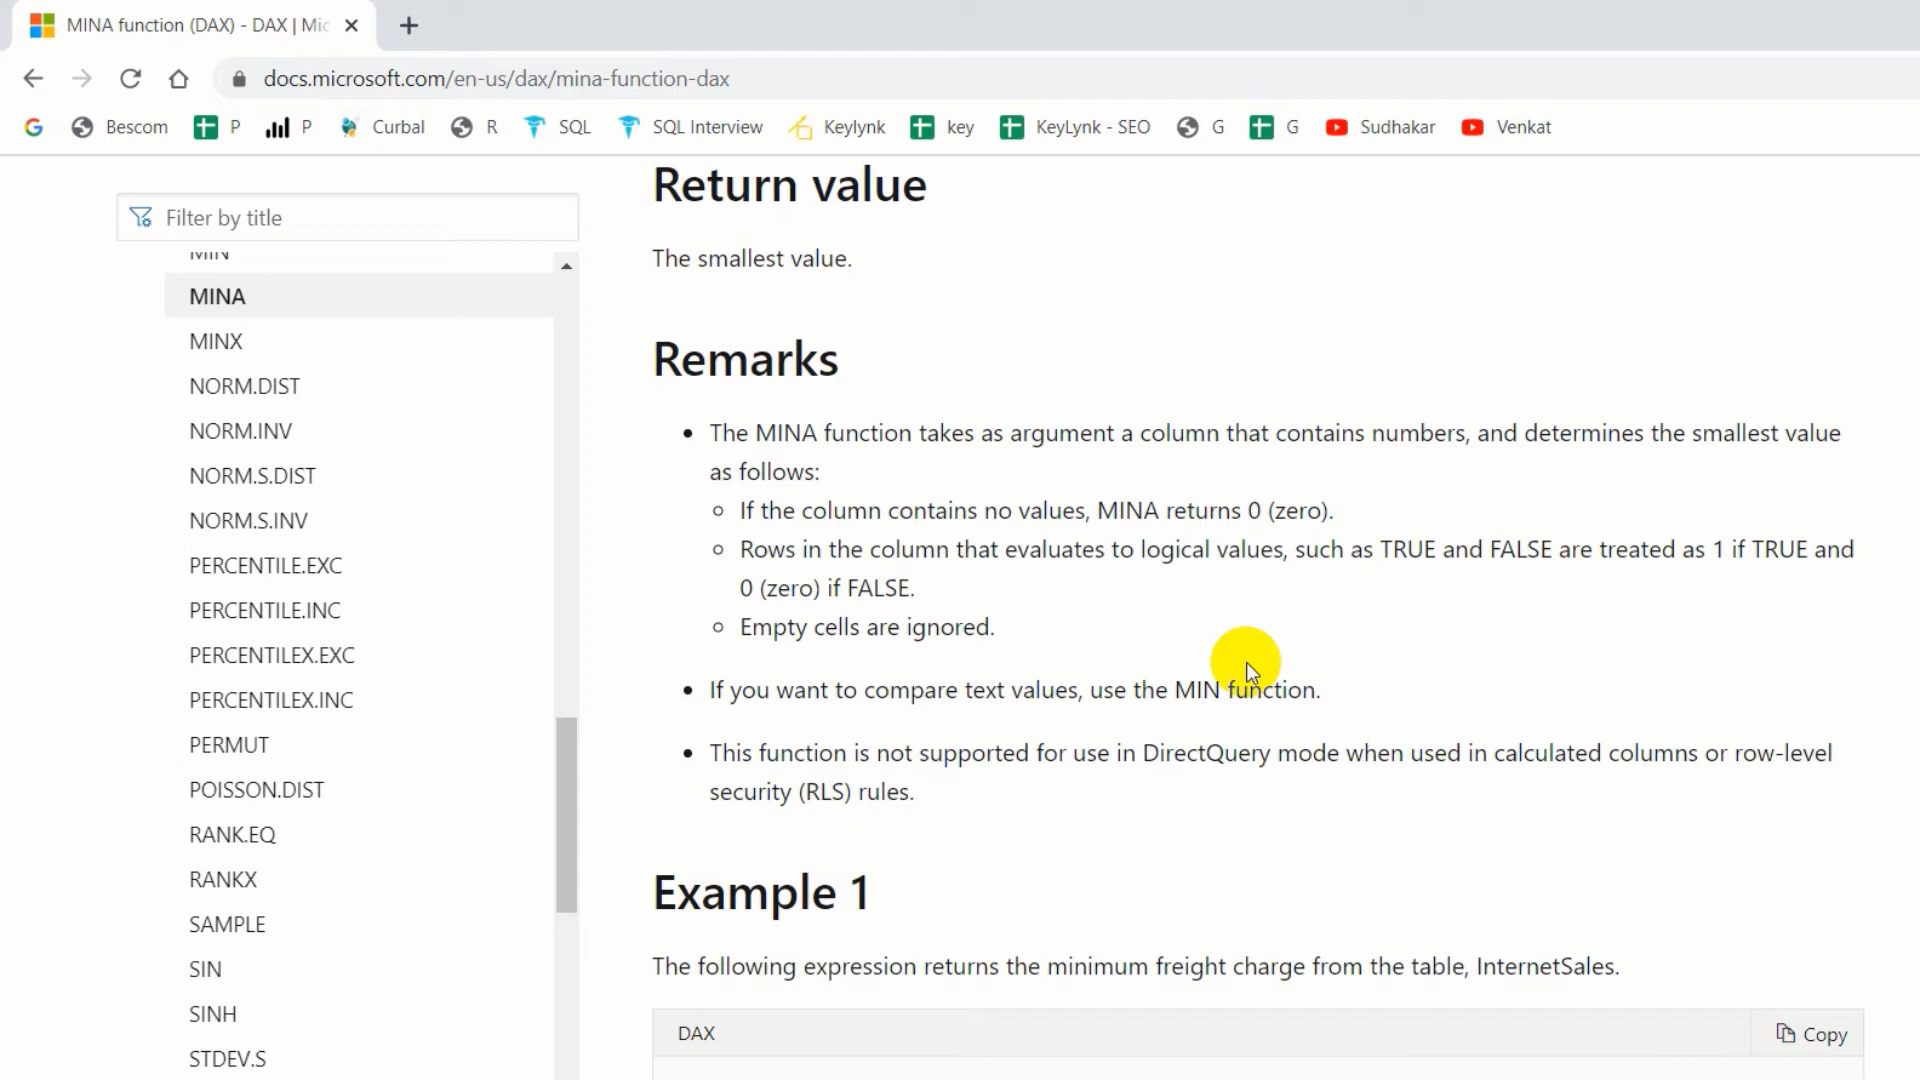 MINA function (DAX) - DAX | Mic
docs.microsoft.com/en-us/dax/mina-function-dax
Bescom P P Curbal R SQL SQL Interview Keylynk key KeyLynk - SEO G G Sudhakar Venkat
Filter by title
MIN
MINA
MINX
NORM.DIST
NORM.INV
NORM.S.DIST
NORM.S.INV
PERCENTILE.EXC
PERCENTILE.INC
PERCENTILEX.EXC
PERCENTILEX.INC
PERMUT
POISSON.DIST
RANK.EQ
RANKX
SAMPLE
SIN
SINH
STDEV.S
Return value
The smallest value.
Remarks
• The MINA function takes as argument a column that contains numbers, and determines the smallest value
as follows:
○ If the column contains no values, MINA returns 0 (zero).
○ Rows in the column that evaluates to logical values, such as TRUE and FALSE are treated as 1 if TRUE and
0 (zero) if FALSE.
○ Empty cells are ignored.
• If you want to compare text values, use the MIN function.
• This function is not supported for use in DirectQuery mode when used in calculated columns or row-level
security (RLS) rules.
Example 1
The following expression returns the minimum freight charge from the table, InternetSales.
DAX
Copy